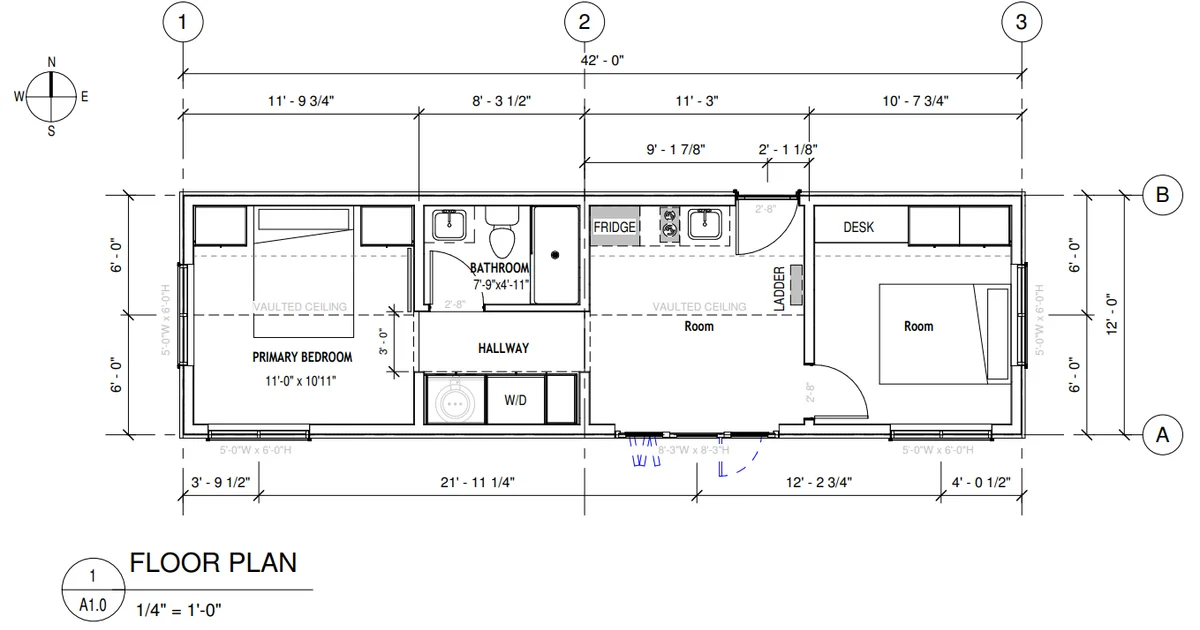 1
2
3
42' - 0"
N
W
E
S
11' - 9 3/4"
8' - 3 1/2"
11' - 3"
10' - 7 3/4"
9' - 1 7/8"
2' - 1 1/8"
B
2'-8"
FRIDGE
DESK
6' - 0"
6' - 0"
BATHROOM
7'-9"x4'-11"
LADDER
2'-8"
VAULTED CEILING
VAULTED CEILING
5'-0"W x 6'-0"H
5'-0"W x 6'-0"H
12' - 0"
Room
Room
3' - 0"
HALLWAY
PRIMARY BEDROOM
11'-0" x 10'11"
6' - 0"
6' - 0"
2'-8"
W/D
A
5'-0"W x 6'-0"H
8'-3"W x 8'-3"H
5'-0"W x 6'-0"H
3' - 9 1/2"
21' - 11 1/4"
12' - 2 3/4"
4' - 0 1/2"
1
FLOOR PLAN
A1.0
1/4" = 1'-0"